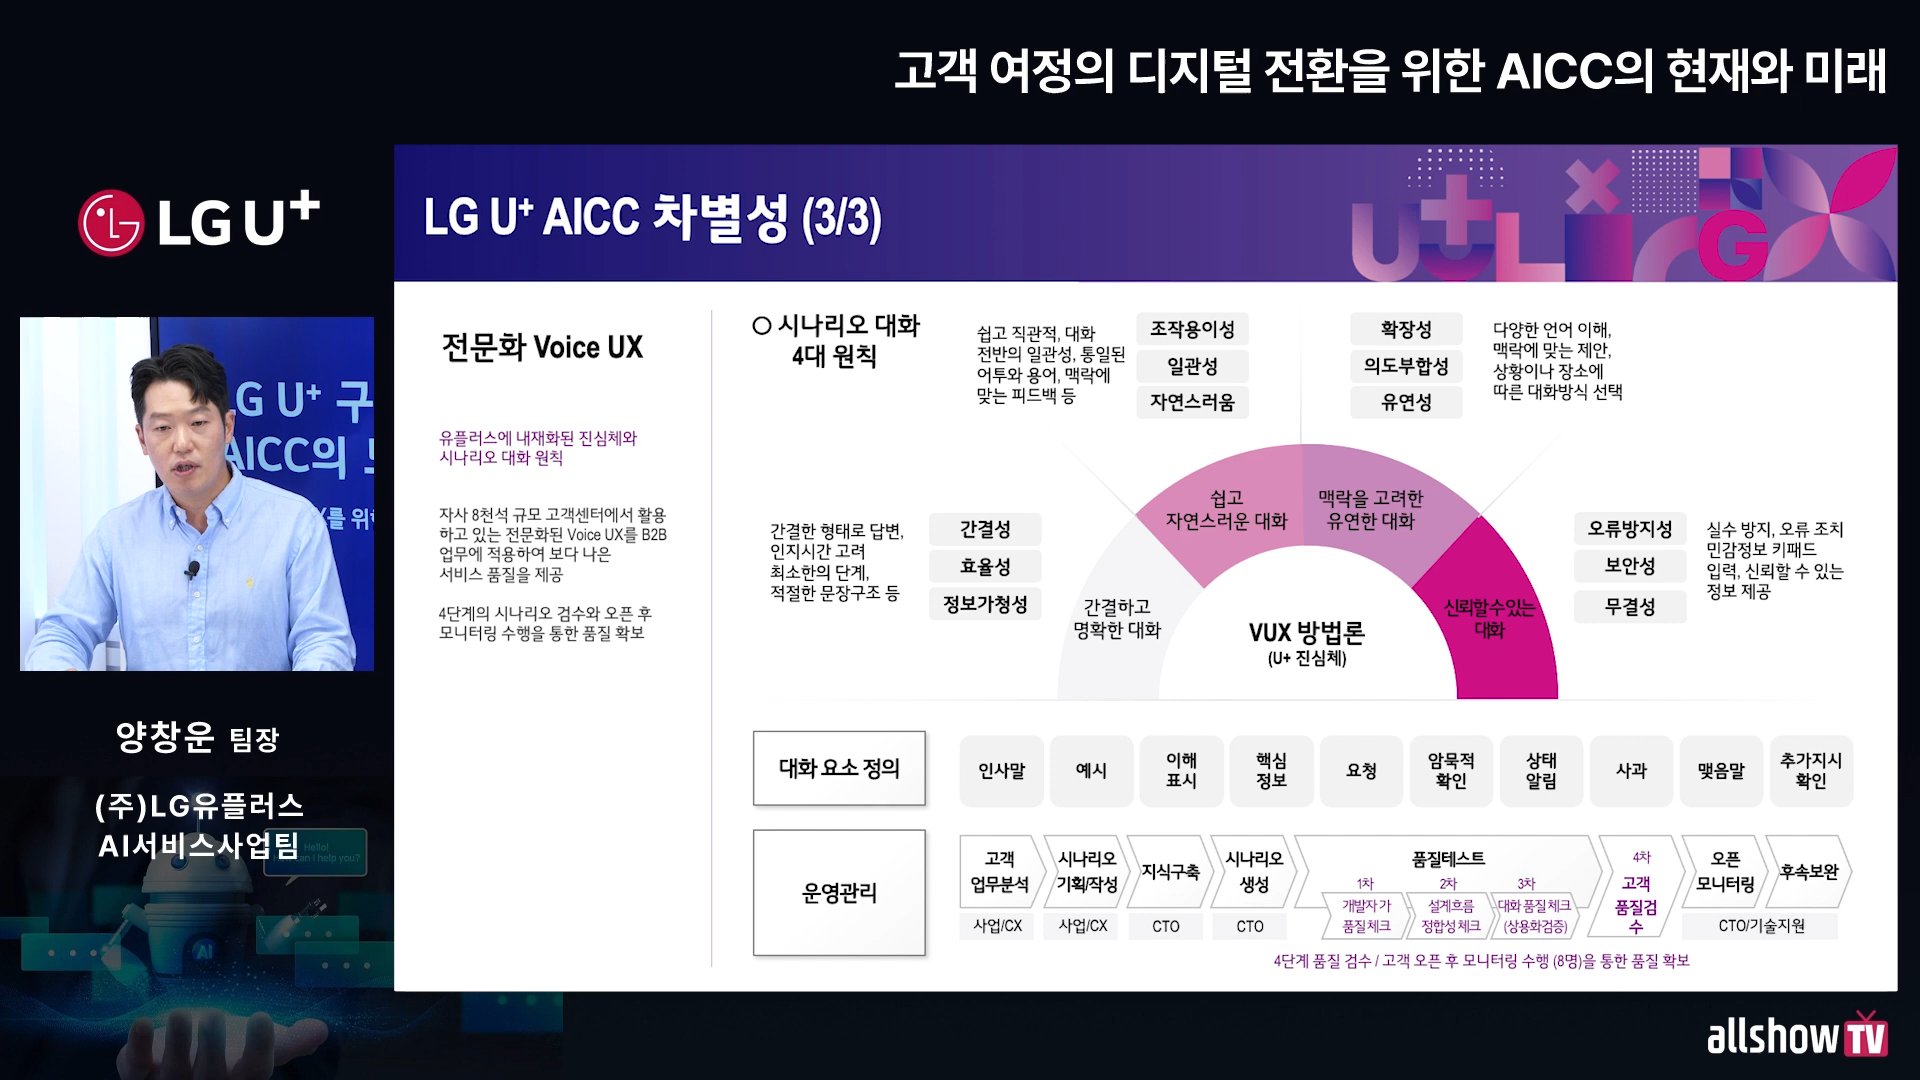 고객 여정의 디지털 전환을 위한 AICC의 현재와 미래
LG U+
LG U+ AICC 차별성 (3/3)
G U+ 구
AICC의
를 위
양창운 팀장
(주)LG유플러스
AI서비스사업팀
Hello!
can I help you?
AI
전문화 Voice UX
유플러스에 내재화된 진심체와
시나리오 대화 원칙
자사 8천석 규모 고객센터에서 활용
하고 있는 전문화된 Voice UX를 B2B
업무에 적용하여 보다 나은
서비스 품질을 제공
4단계의 시나리오 검수와 오픈 후
모니터링 수행을 통한 품질 확보
○ 시나리오 대화
4대 원칙
쉽고 직관적, 대화
전반의 일관성, 통일된
어투와 용어, 맥락에
맞는 피드백 등
조작용이성
일관성
자연스러움
확장성
의도부합성
유연성
다양한 언어 이해,
맥락에 맞는 제안,
상황이나 장소에
따른 대화방식 선택
간결한 형태로 답변,
인지시간 고려
최소한의 단계,
적절한 문장구조 등
간결성
효율성
정보가청성
간결하고
명확한 대화
쉽고
자연스러운 대화
맥락을 고려한
유연한 대화
신뢰할수있는
대화
VUX 방법론
(U+ 진심체)
오류방지성
보안성
무결성
실수 방지, 오류 조치
민감정보 키패드
입력, 신뢰할 수 있는
정보 제공
대화 요소 정의
인사말
예시
이해
표시
핵심
정보
요청
암묵적
확인
상태
알림
사과
맺음말
추가지시
확인
운영관리
고객
업무분석
시나리오
기획/작성
지식구축
시나리오
생성
품질테스트
1차
개발자 가
품질체크
2차
설계흐름
정합성 체크
3차
대화 품질 체크
(상용화검증)
4차
고객
품질검
수
오픈
모니터링
후속보완
사업/CX
사업/CX
CTO
CTO
CTO/기술지원
4단계 품질 검수 / 고객 오픈 후 모니터링 수행 (8명)을 통한 품질 확보
allshow TV